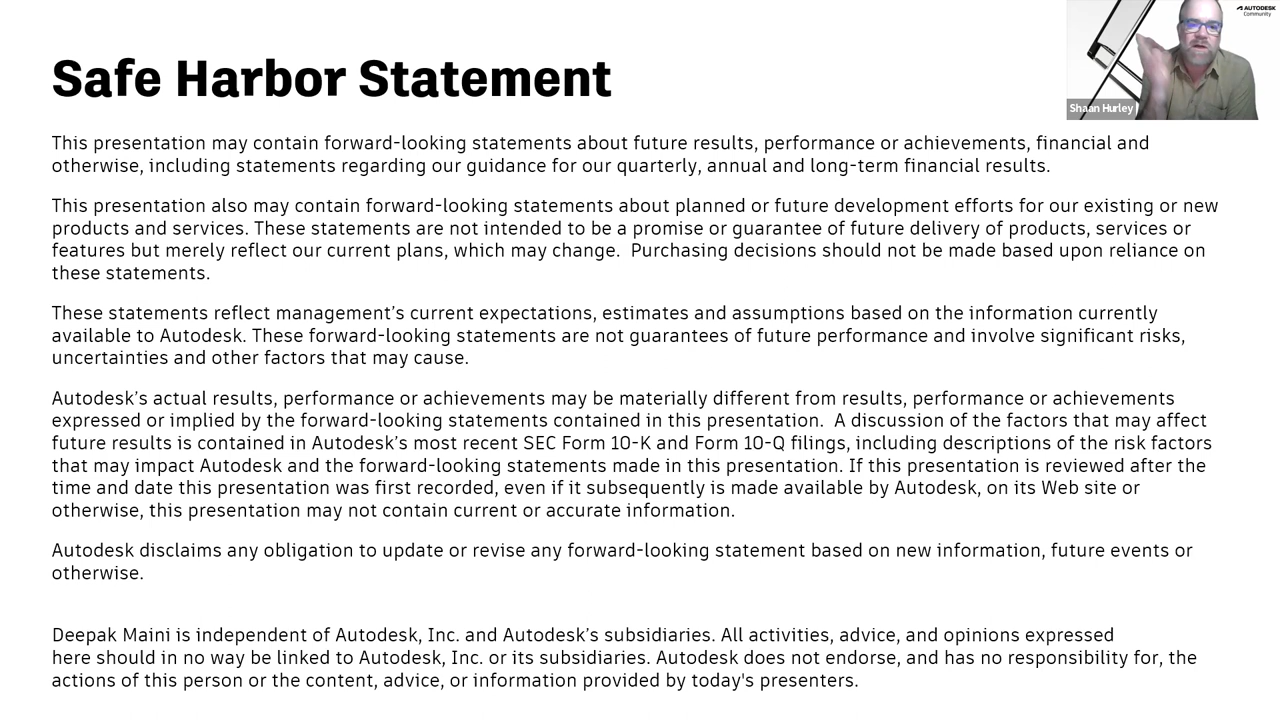 Safe Harbor Statement
AUTODESK
Community
Shaan Hurley
This presentation may contain forward-looking statements about future results, performance or achievements, financial and
otherwise, including statements regarding our guidance for our quarterly, annual and long-term financial results.
This presentation also may contain forward-looking statements about planned or future development efforts for our existing or new
products and services. These statements are not intended to be a promise or guarantee of future delivery of products, services or
features but merely reflect our current plans, which may change.  Purchasing decisions should not be made based upon reliance on
these statements.
These statements reflect management’s current expectations, estimates and assumptions based on the information currently
available to Autodesk. These forward-looking statements are not guarantees of future performance and involve significant risks,
uncertainties and other factors that may cause.
Autodesk’s actual results, performance or achievements may be materially different from results, performance or achievements
expressed or implied by the forward-looking statements contained in this presentation.  A discussion of the factors that may affect
future results is contained in Autodesk’s most recent SEC Form 10-K and Form 10-Q filings, including descriptions of the risk factors
that may impact Autodesk and the forward-looking statements made in this presentation. If this presentation is reviewed after the
time and date this presentation was first recorded, even if it subsequently is made available by Autodesk, on its Web site or
otherwise, this presentation may not contain current or accurate information.
Autodesk disclaims any obligation to update or revise any forward-looking statement based on new information, future events or
otherwise.
Deepak Maini is independent of Autodesk, Inc. and Autodesk’s subsidiaries. All activities, advice, and opinions expressed
here should in no way be linked to Autodesk, Inc. or its subsidiaries. Autodesk does not endorse, and has no responsibility for, the
actions of this person or the content, advice, or information provided by today's presenters.